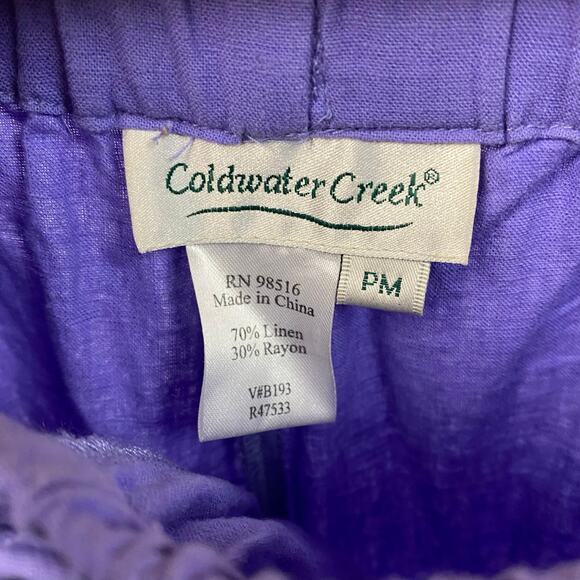 Coldwater Creek®
PM
RN 98516
Made in China
70% Linen
30% Rayon
V#B193
R47533